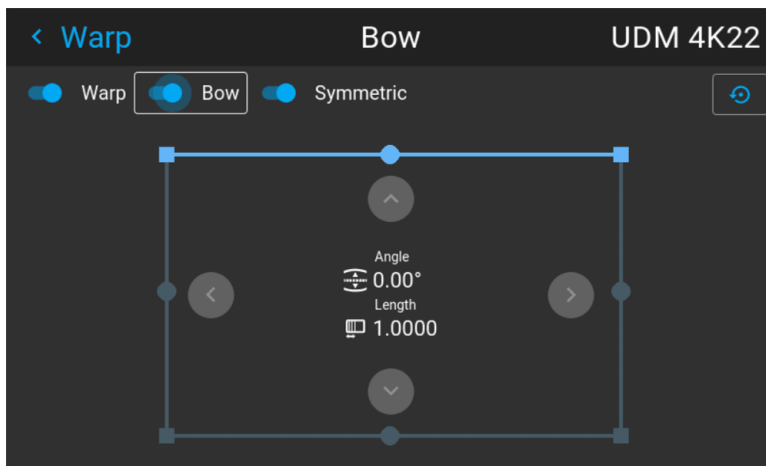 Warp
Bow
UDM 4K22
Warp
Bow
Symmetric
Angle
0.00°
Length
1.0000